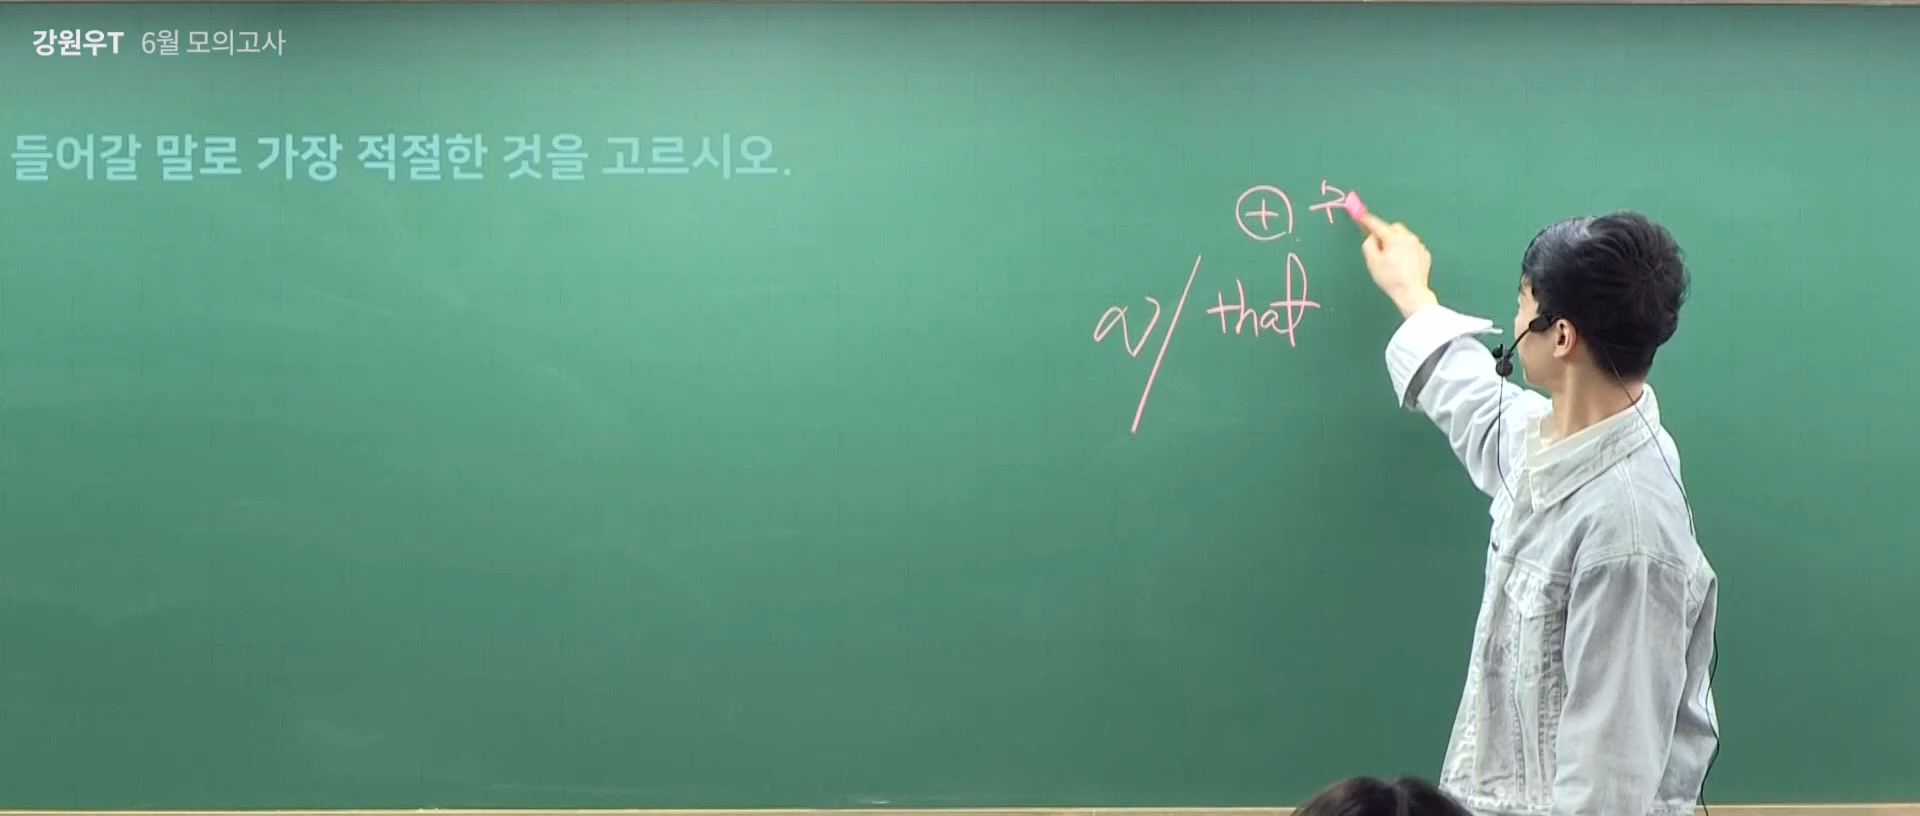 강원우T 6월 모의고사
들어갈 말로 가장 적절한 것을 고르시오.
⊕ 주
N / that